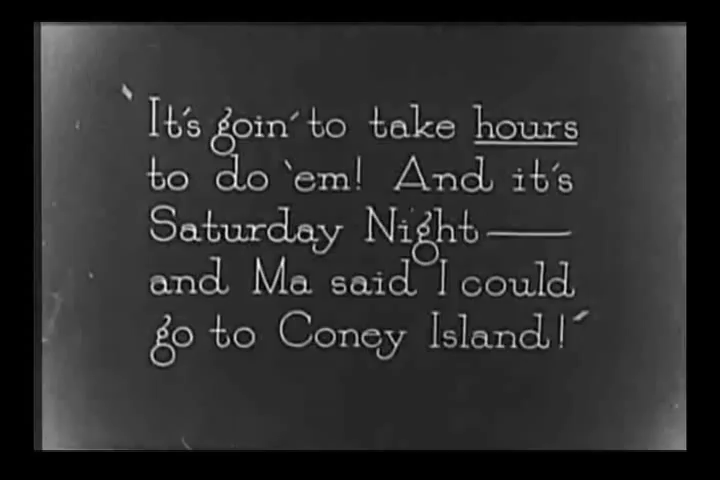 'It's goin' to take hours
to do 'em! And it's
Saturday Night——
and Ma said I could
go to Coney Island!'